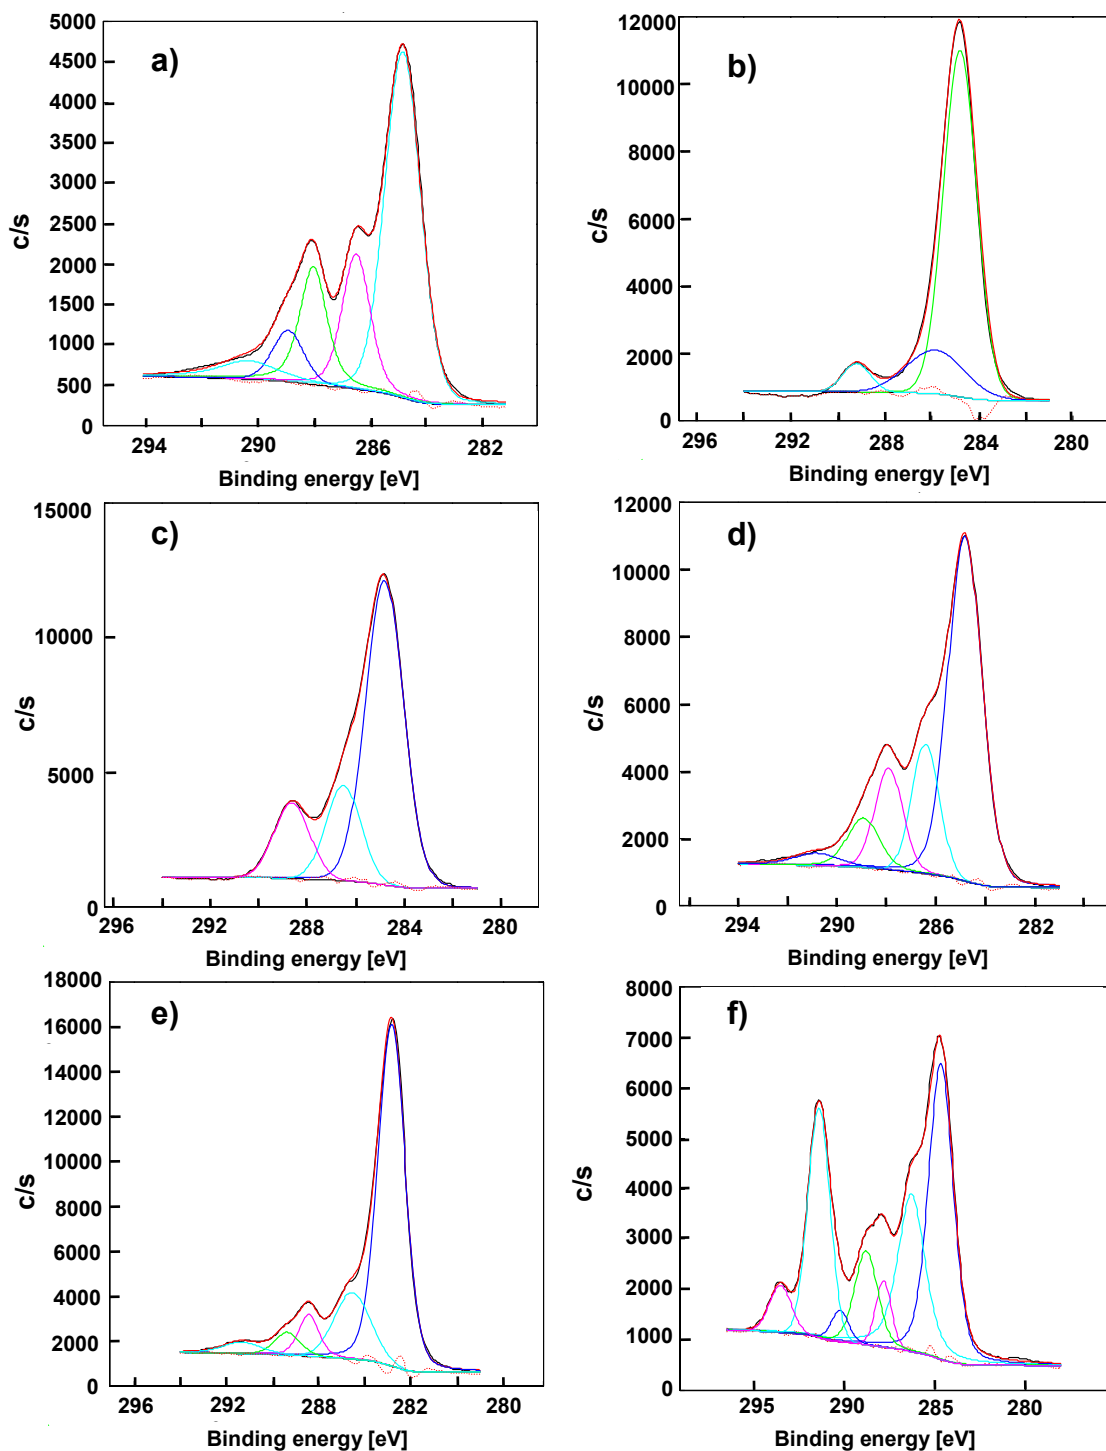 a)
5000
4500
4000
3500
3000
2500
2000
1500
1000
500
0
c/s
294 290 286 282
Binding energy [eV]
b)
12000
12000
10000
8000
6000
4000
2000
0
c/s
296 292 288 284 280
Binding energy [eV]
c)
15000
10000
5000
0
c/s
296 292 288 284 280
Binding energy [eV]
d)
12000
10000
8000
6000
4000
2000
0
c/s
294 290 286 282
Binding energy [eV]
e)
18000
16000
14000
12000
10000
8000
6000
4000
2000
0
c/s
296 292 288 282 280
Binding energy [eV]
f)
8000
7000
6000
5000
4000
3000
2000
1000
0
c/s
295 290 285 280
Binding energy [eV]